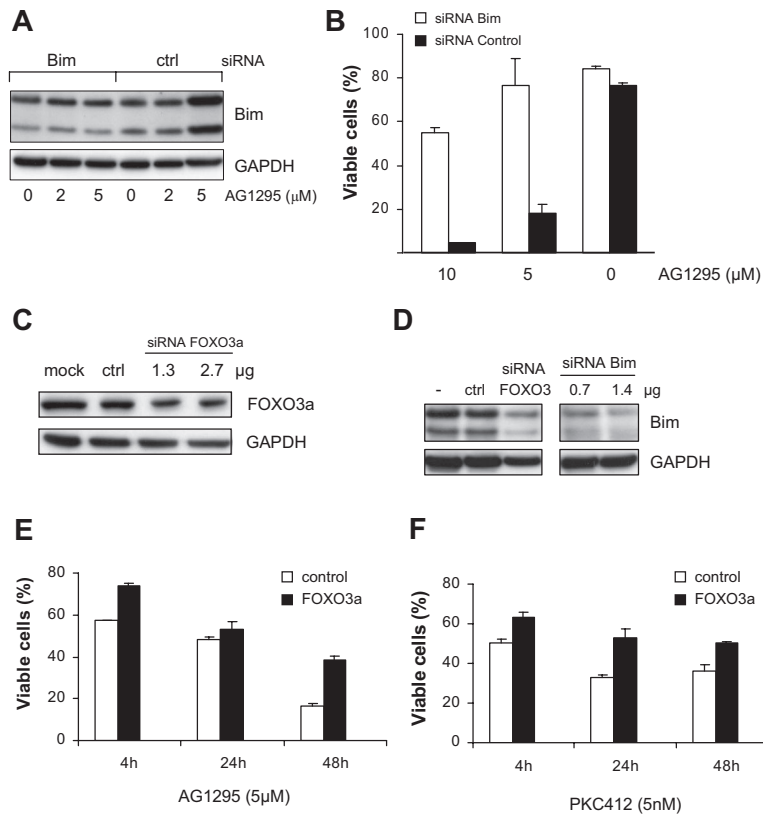 A
Bim ctrl siRNA
Bim
GAPDH
0 2 5 0 2 5 AG1295 (μM)
B
siRNA Bim
siRNA Control
Viable cells (%)
100
80
60
40
20
10 5 0 AG1295 (μM)
C
siRNA FOXO3a
mock ctrl 1.3 2.7 μg
FOXO3a
GAPDH
D
siRNA siRNA Bim
- ctrl FOXO3 0.7 1.4 μg
Bim
GAPDH
E
control
FOXO3a
Viable cells (%)
80
60
40
20
0
4h 24h 48h
AG1295 (5μM)
F
control
FOXO3a
Viable cells (%)
80
60
40
20
0
4h 24h 48h
PKC412 (5nM)